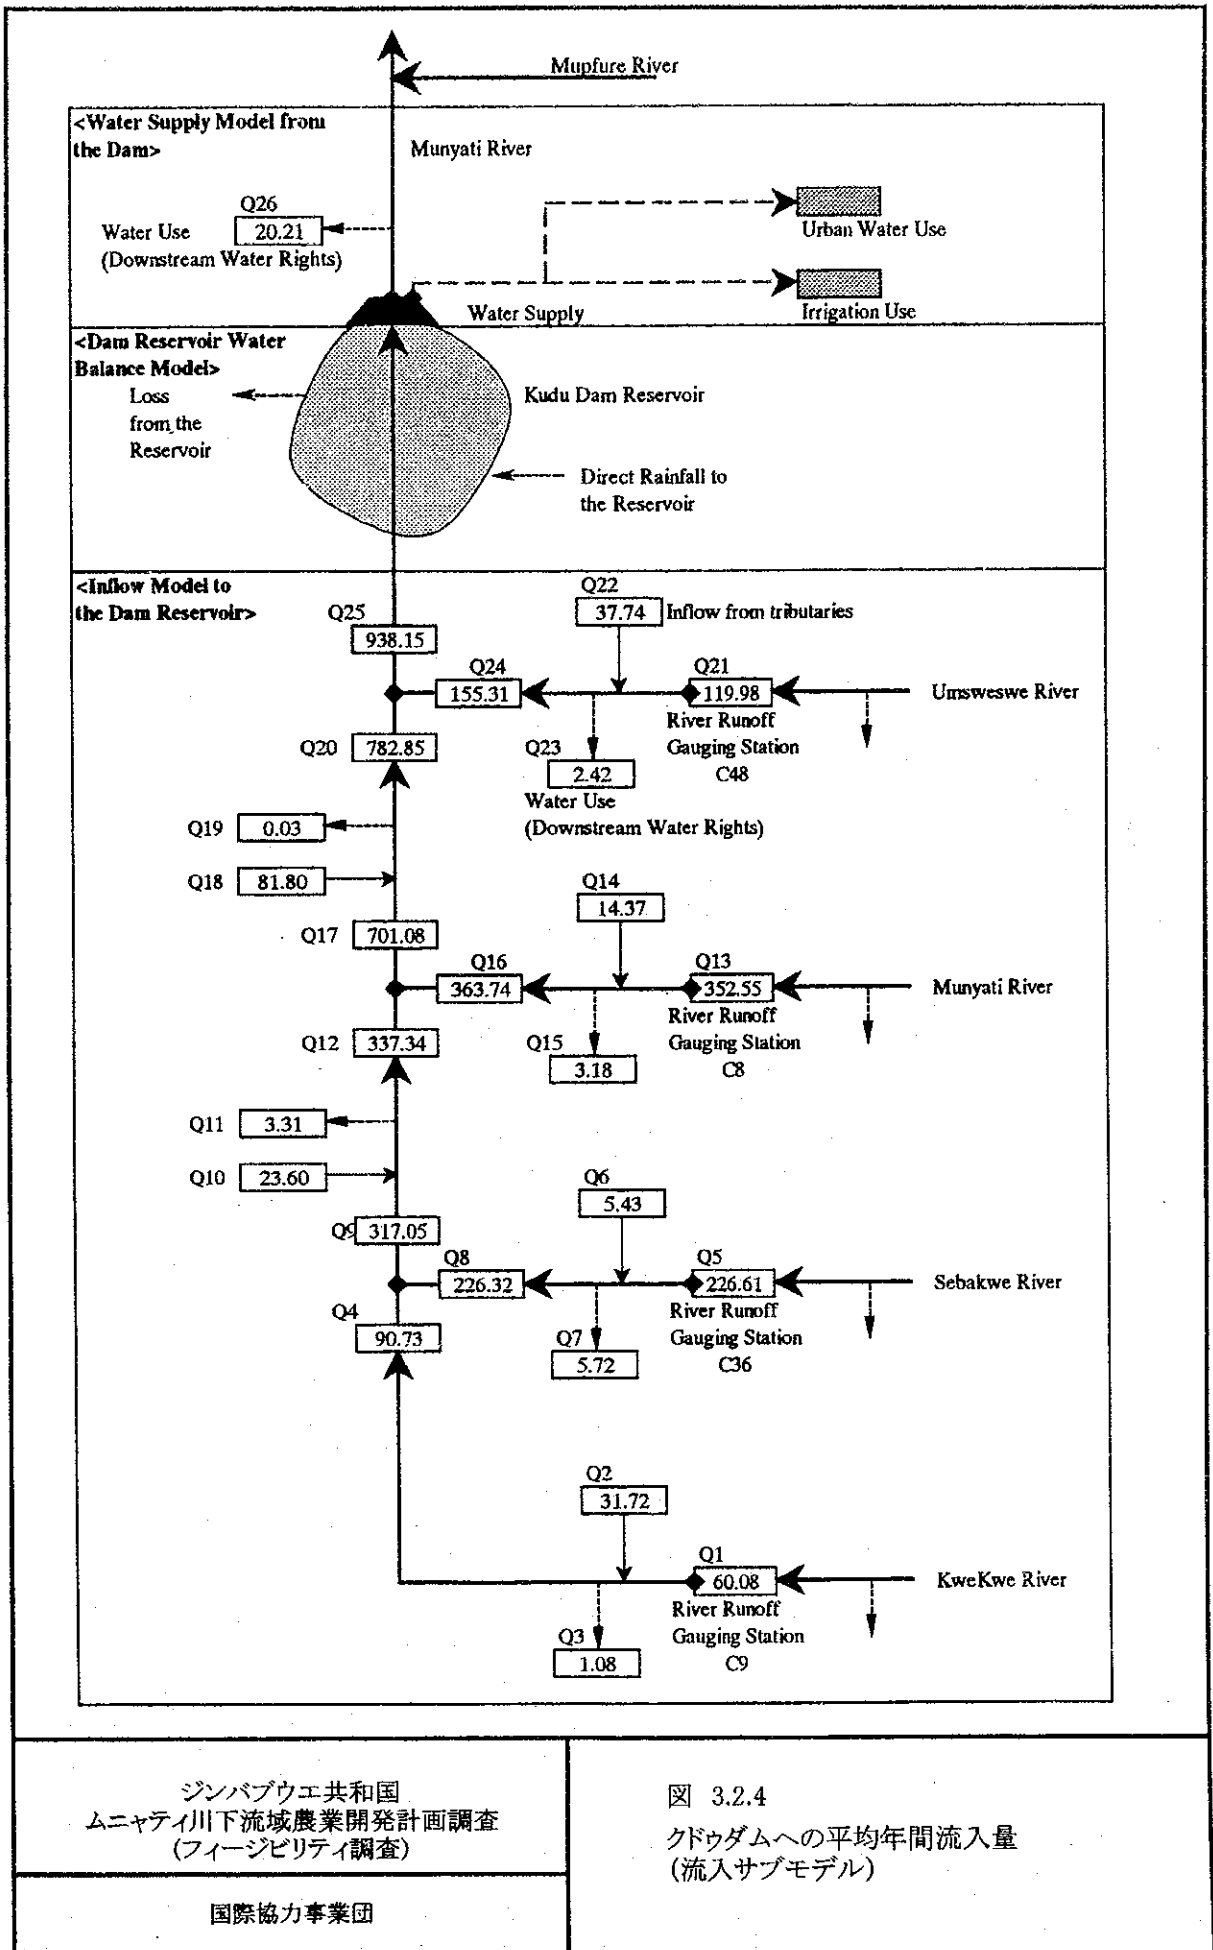 Mupfure River
<Water Supply Model from
the Dam>
Munyati River
Q26
20.21
Water Use
(Downstream Water Rights)
Urban Water Use
Water Supply
Irrigation Use
<Dam Reservoir Water
Balance Model>
Loss
from the
Reservoir
Kudu Dam Reservoir
Direct Rainfall to
the Reservoir
<Inflow Model to
the Dam Reservoir>
Q22
37.74
Inflow from tributaries
Q25
938.15
Q24
155.31
Q21
119.98
Umsweswe River
River Runoff
Gauging Station
C48
Q20
782.85
Q23
2.42
Water Use
(Downstream Water Rights)
Q19
0.03
Q18
81.80
Q14
14.37
Q17
701.08
Q16
363.74
Q13
352.55
Munyati River
River Runoff
Gauging Station
C8
Q12
337.34
Q15
3.18
Q11
3.31
Q10
23.60
Q6
5.43
Q9
317.05
Q8
226.32
Q5
226.61
Sebakwe River
River Runoff
Gauging Station
C36
Q4
90.73
Q7
5.72
Q2
31.72
Q1
60.08
KweKwe River
River Runoff
Gauging Station
C9
Q3
1.08
ジンバブウエ共和国
ムニャティ川下流域農業開発計画調査
(フィージビリティ調査)
国際協力事業団
図 3.2.4
クドゥダムへの平均年間流入量
(流入サブモデル)